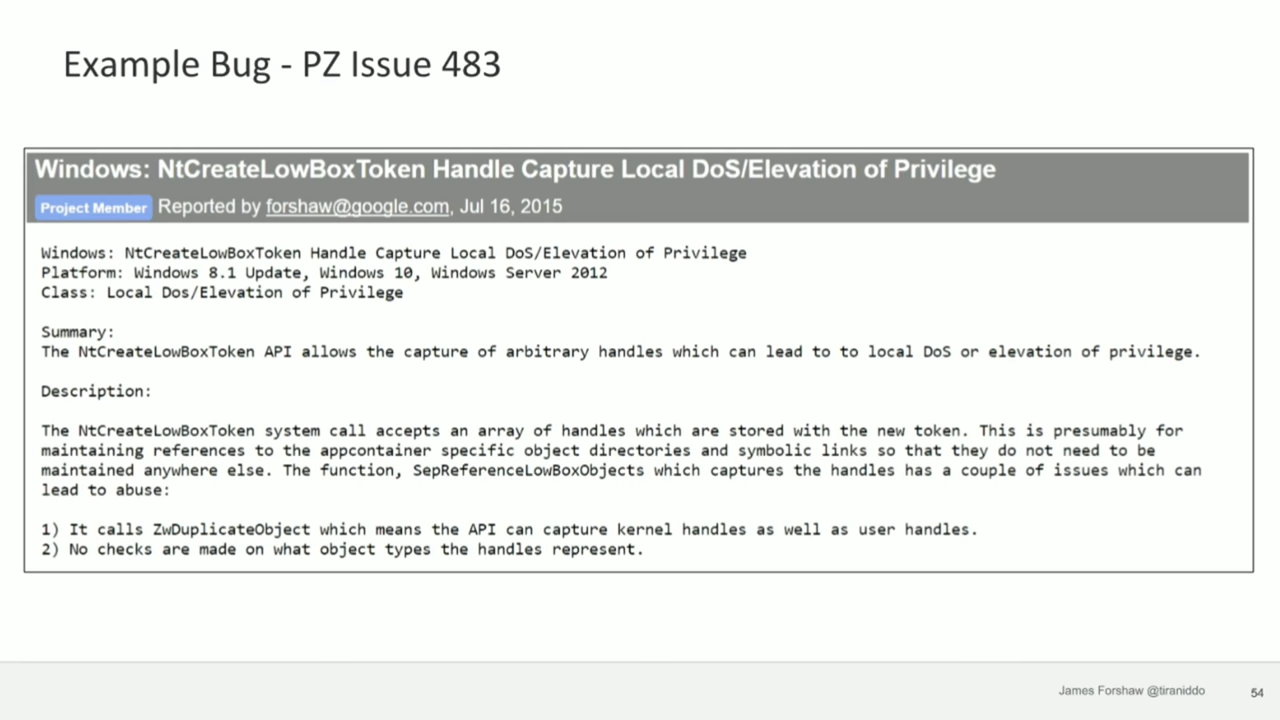 Example Bug - PZ Issue 483
Windows: NtCreateLowBoxToken Handle Capture Local DoS/Elevation of Privilege
Project Member Reported by forshaw@google.com, Jul 16, 2015
Windows: NtCreateLowBoxToken Handle Capture Local DoS/Elevation of Privilege
Platform: Windows 8.1 Update, Windows 10, Windows Server 2012
Class: Local Dos/Elevation of Privilege
Summary:
The NtCreateLowBoxToken API allows the capture of arbitrary handles which can lead to to local DoS or elevation of privilege.
Description:
The NtCreateLowBoxToken system call accepts an array of handles which are stored with the new token. This is presumably for
maintaining references to the appcontainer specific object directories and symbolic links so that they do not need to be
maintained anywhere else. The function, SepReferenceLowBoxObjects which captures the handles has a couple of issues which can
lead to abuse:
1) It calls ZwDuplicateObject which means the API can capture kernel handles as well as user handles.
2) No checks are made on what object types the handles represent.
James Forshaw @tiraniddo
54